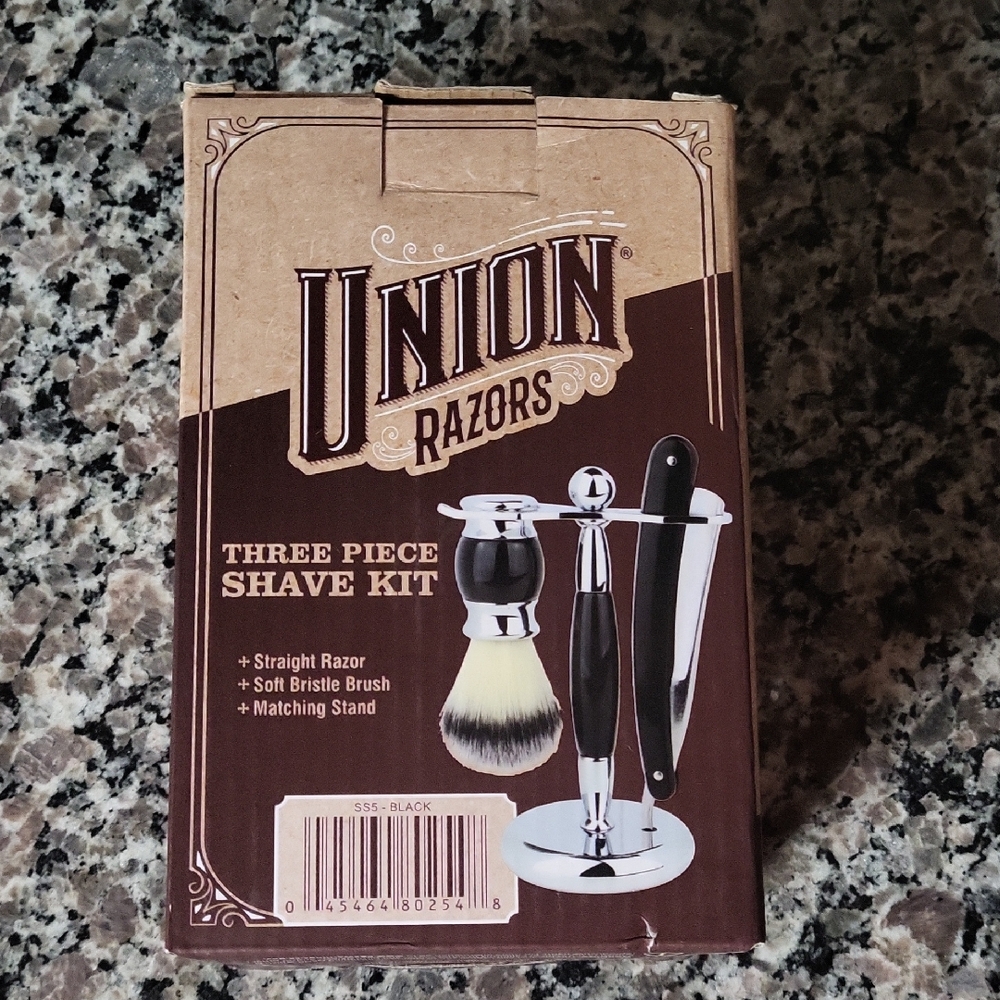 UNION®
RAZORS
THREE PIECE
SHAVE KIT
+ Straight Razor
+ Soft Bristle Brush
+ Matching Stand
SS5 - BLACK
0 45464 80254 8